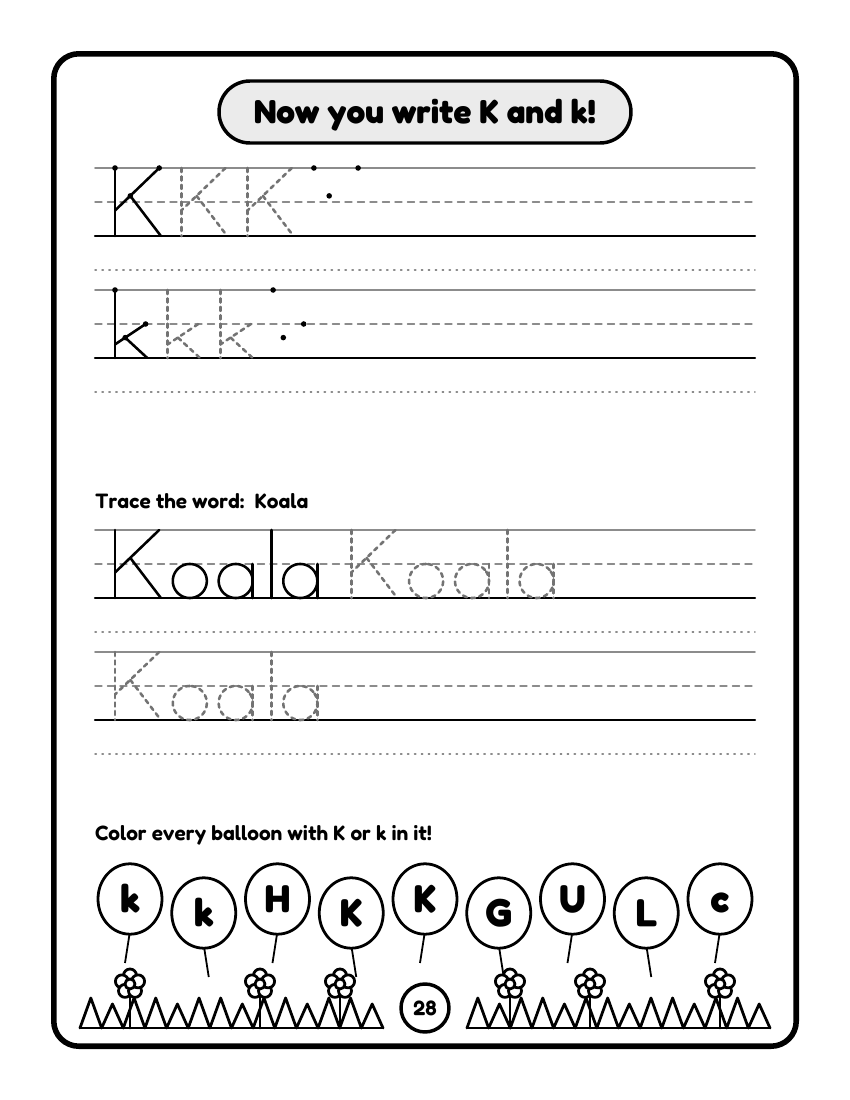 Now you write K and k!
K K K
k k k
Trace the word: Koala
Koala Koala
Koala
Color every balloon with K or k in it!
k k H K K G U L c
28